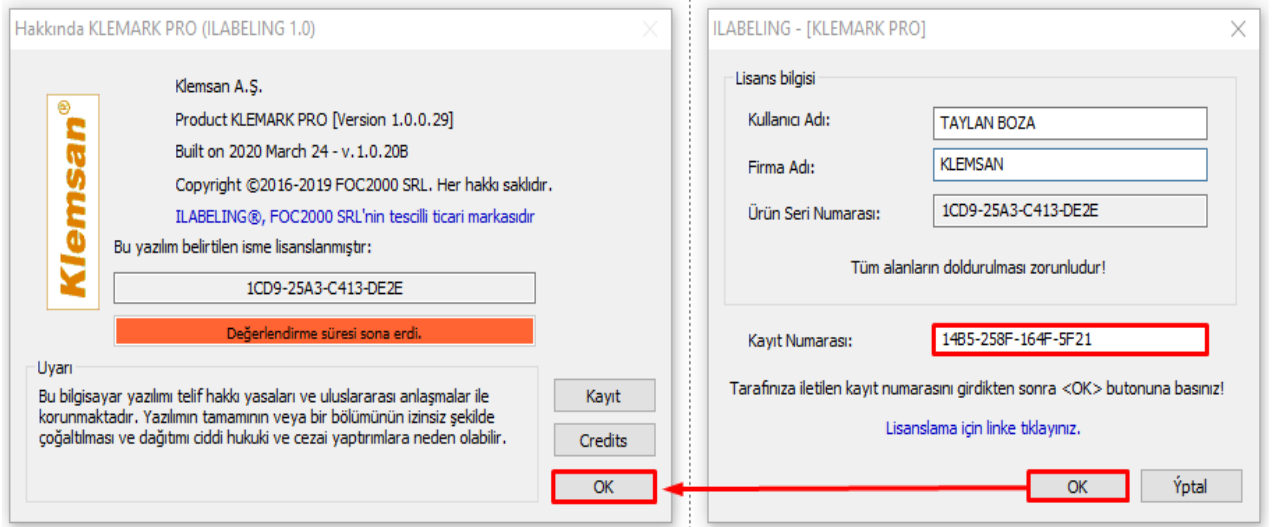 Hakkında KLEMARK PRO (ILABELING 1.0)
Klemsan®
Klemsan A.Ş.
Product KLEMARK PRO [Version 1.0.0.29]
Built on 2020 March 24 - v.1.0.20B
Copyright ©2016-2019 FOC2000 SRL. Her hakkı saklıdır.
ILABELING®, FOC2000 SRL'nin tescilli ticari markasıdır
Bu yazılım belirtilen isme lisanslanmıştır:
1CD9-25A3-C413-DE2E
Değerlendirme süresi sona erdi.
Uyarı
Bu bilgisayar yazılımı telif hakkı yasaları ve uluslararası anlaşmalar ile
korunmaktadır. Yazılımın tamamının veya bir bölümünün izinsiz şekilde
çoğaltılması ve dağıtımı ciddi hukuki ve cezai yaptırımlara neden olabilir.
Kayıt
Credits
OK
ILABELING - [KLEMARK PRO]
Lisans bilgisi
Kullanıcı Adı: TAYLAN BOZA
Firma Adı: KLEMSAN
Ürün Seri Numarası: 1CD9-25A3-C413-DE2E
Tüm alanların doldurulması zorunludur!
Kayıt Numarası: 14B5-258F-164F-5F21
Tarafınıza iletilen kayıt numarasını girdikten sonra <OK> butonuna basınız!
Lisanslama için linke tıklayınız.
OK Ýptal